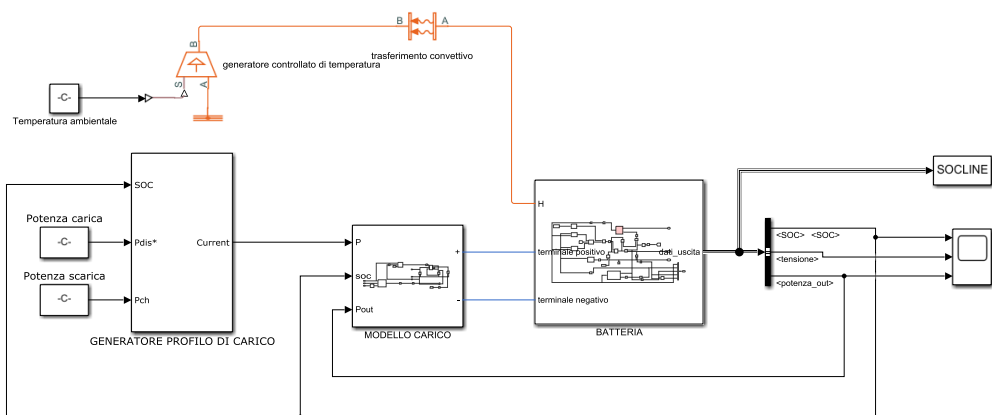 B
A
trasferimento convettivo
B
generatore controllato di temperatura
S
A
-C-
Temperatura ambientale
SOC
Potenza carica
-C-
Pdis*
Current
Potenza scarica
-C-
Pch
GENERATORE PROFILO DI CARICO
P
soc
Pout
+
-
MODELLO CARICO
H
terminale positivo
dati_uscita
terminale negativo
BATTERIA
SOCLINE
<SOC> <SOC>
<tensione>
<potenza_out>